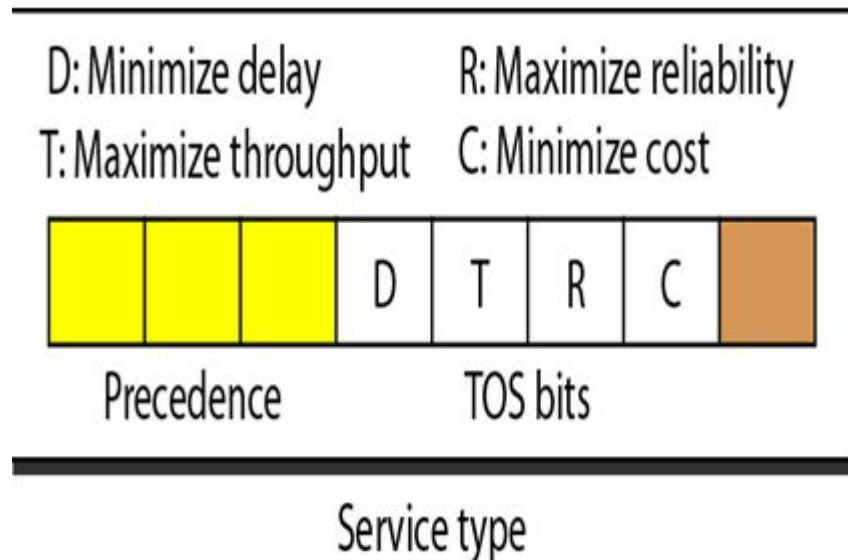 D: Minimize delay R: Maximize reliability
T: Maximize throughput C: Minimize cost
D T R C
Precedence TOS bits
Service type